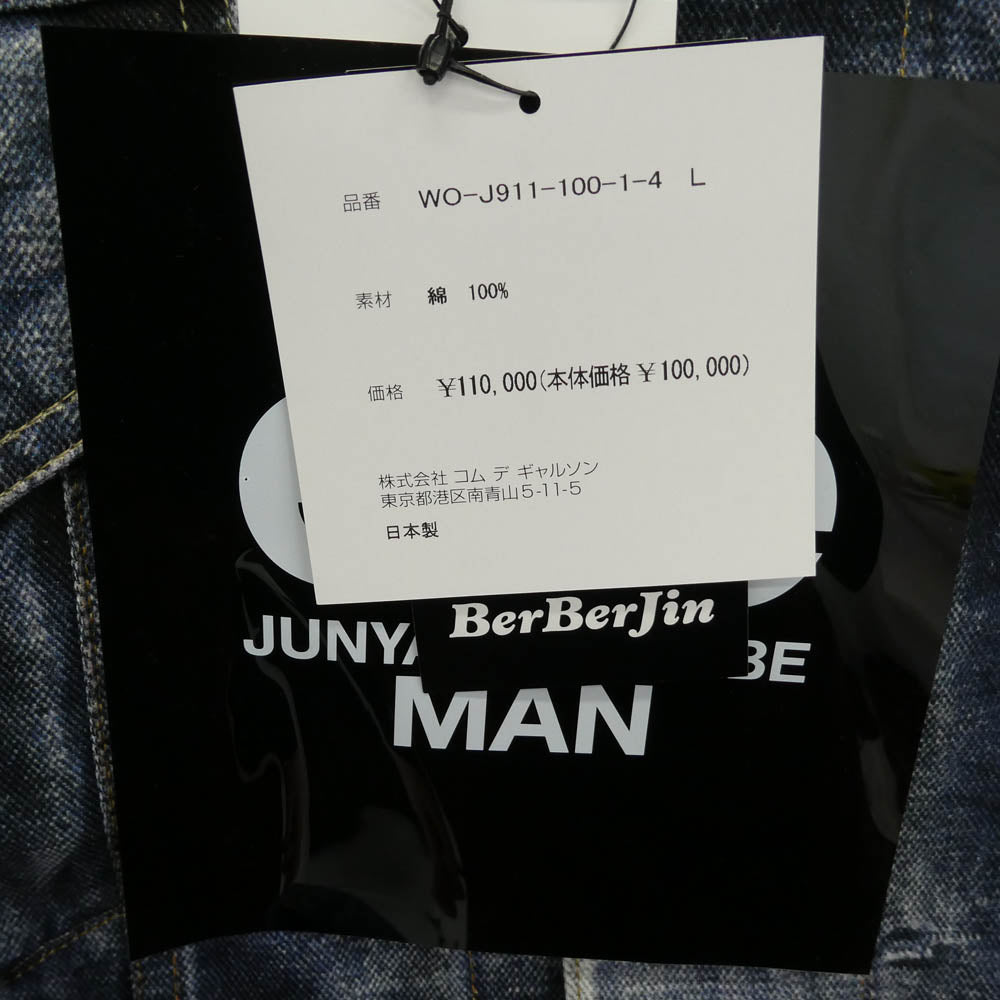 品番 WO-J911-100-1-4 L
素材 綿 100%
価格 ¥110,000(本体価格 ¥100,000)
株式会社 コム デ ギャルソン
東京都港区南青山5-11-5
日本製
BerBerJin
JUNYA BE
MAN